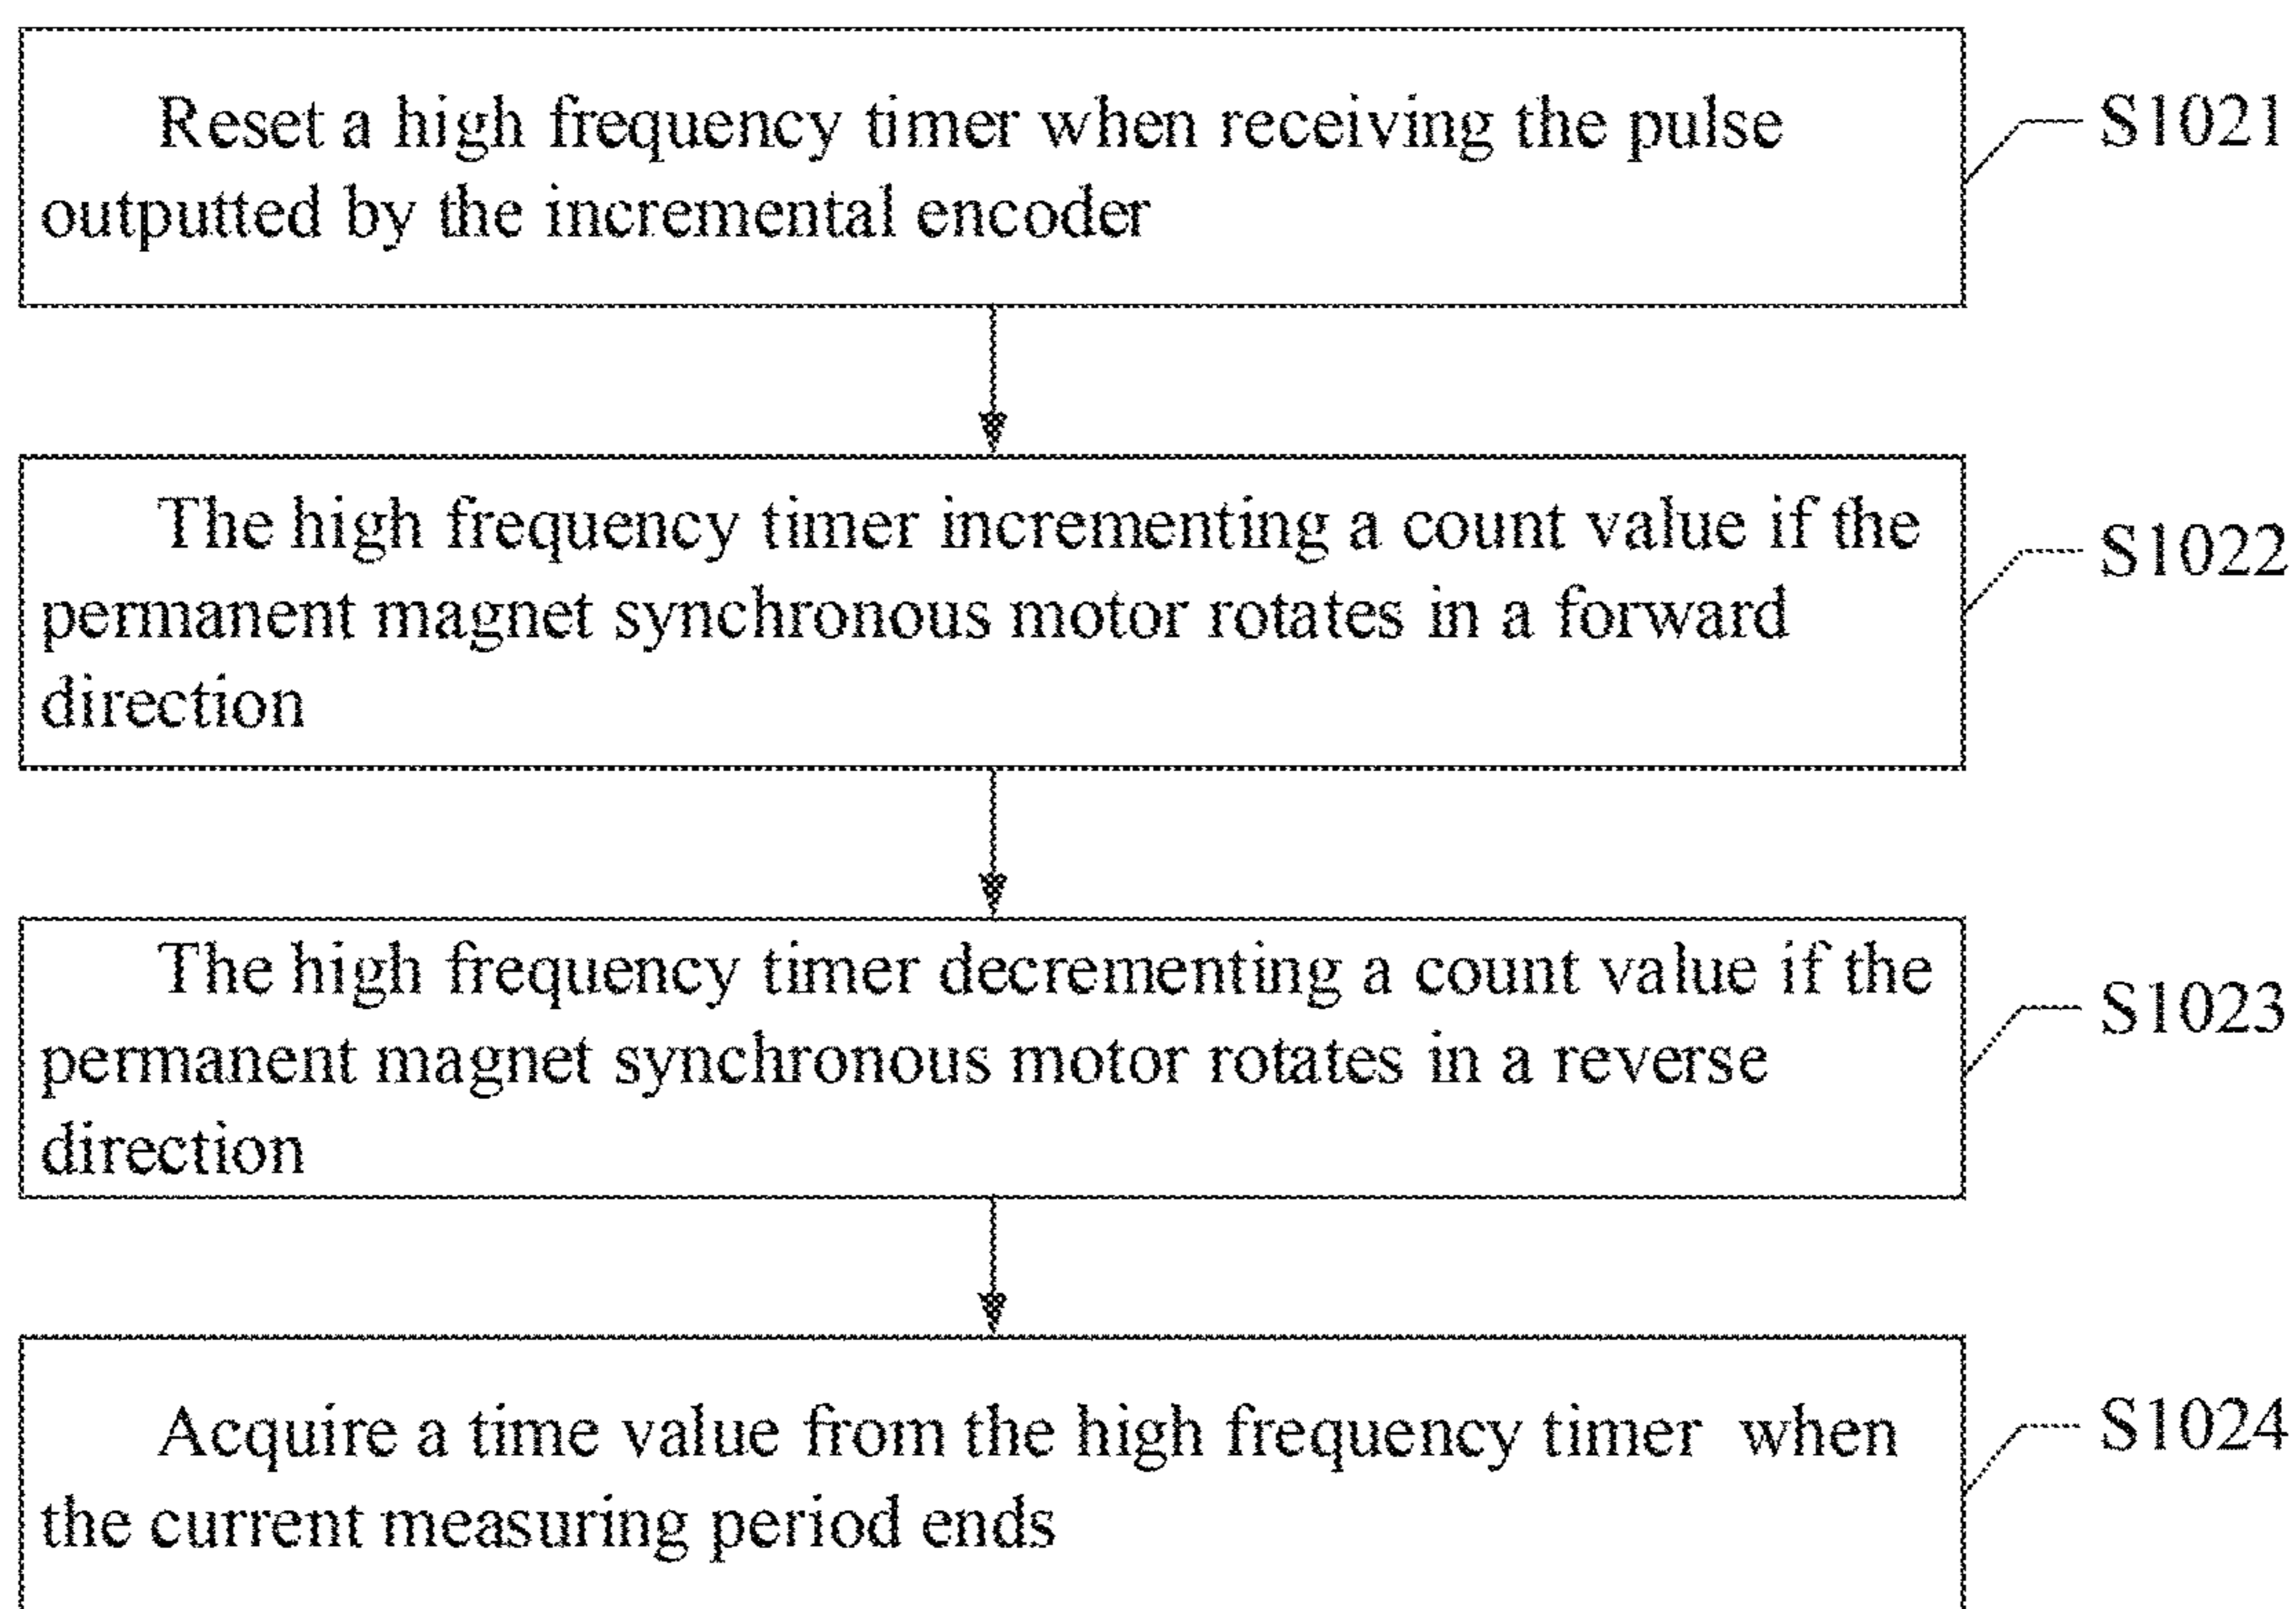 Reset a high frequency timer when receiving the pulse
outputted by the incremental encoder
S1021
The high frequency timer incrementing a count value if the
permanent magnet synchronous motor rotates in a forward
direction
S1022
The high frequency timer decrementing a count value if the
permanent magnet synchronous motor rotates in a reverse
direction
S1023
Acquire a time value from the high frequency timer when
the current measuring period ends
S1024